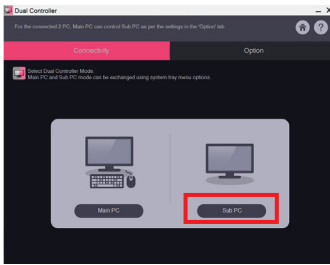 Dual Controller
For the connected 2 PC, Main PC can control Sub PC as per the settings in the 'Option' tab
Connectivity
Option
Select Dual Controller Mode.
Main PC and Sub PC mode can be exchanged using system tray menu options.
Main PC
Sub PC